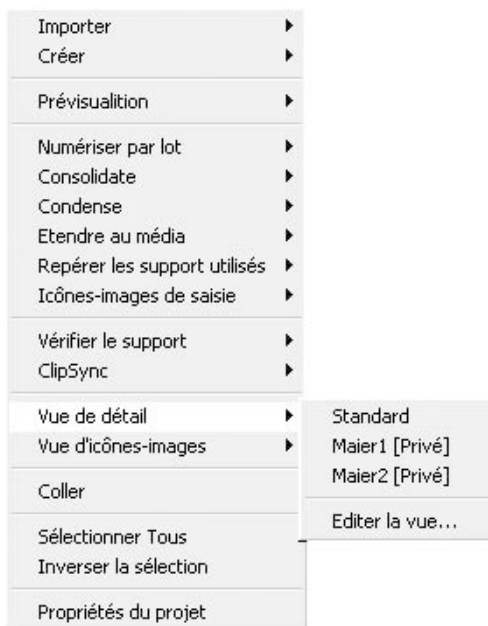 Importer
Créer
Prévisualition
Numériser par lot
Consolidate
Condense
Etendre au média
Repérer les support utilisés
Icônes-images de saisie
Vérifier le support
ClipSync
Vue de détail
Vue d'icônes-images
Coller
Sélectionner Tous
Inverser la sélection
Propriétés du projet
Standard
Maier1 [Privé]
Maier2 [Privé]
Editer la vue...